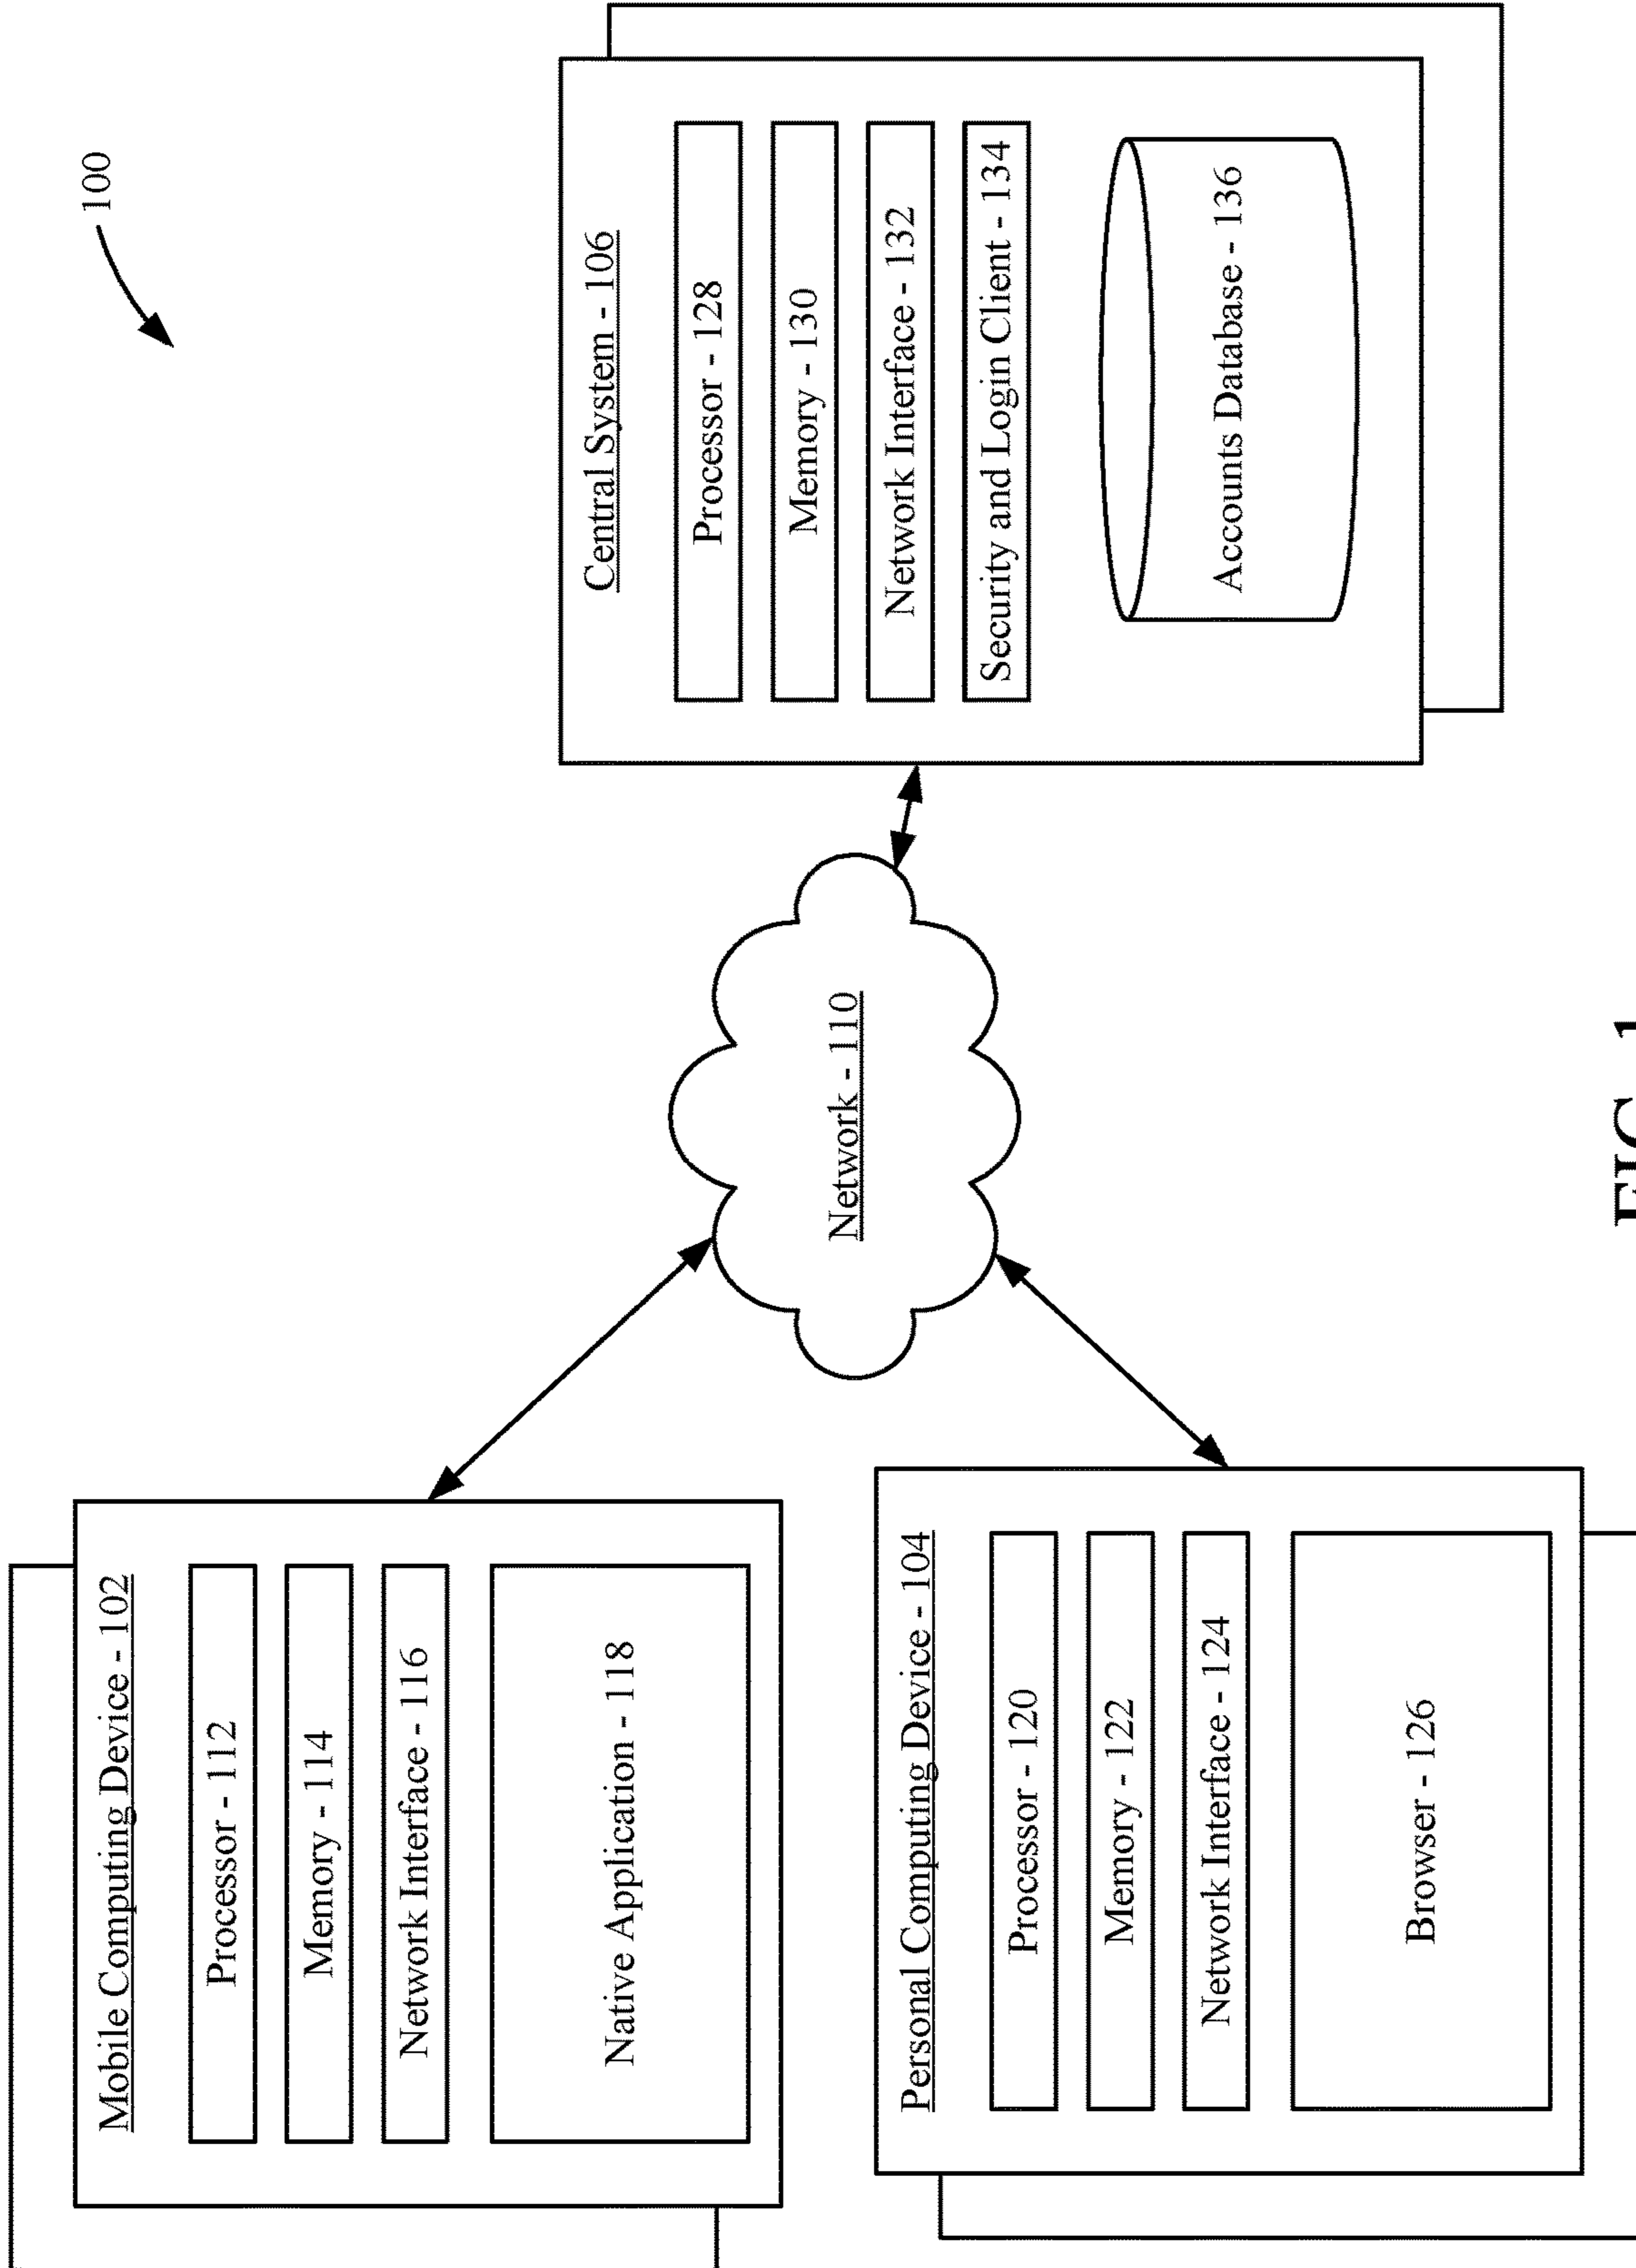 100
Mobile Computing Device - 102
Processor - 112
Memory - 114
Network Interface - 116
Native Application - 118
Personal Computing Device - 104
Processor - 120
Memory - 122
Network Interface - 124
Browser - 126
Network - 110
Central System - 106
Processor - 128
Memory - 130
Network Interface - 132
Security and Login Client - 134
Accounts Database - 136
FIG. 1